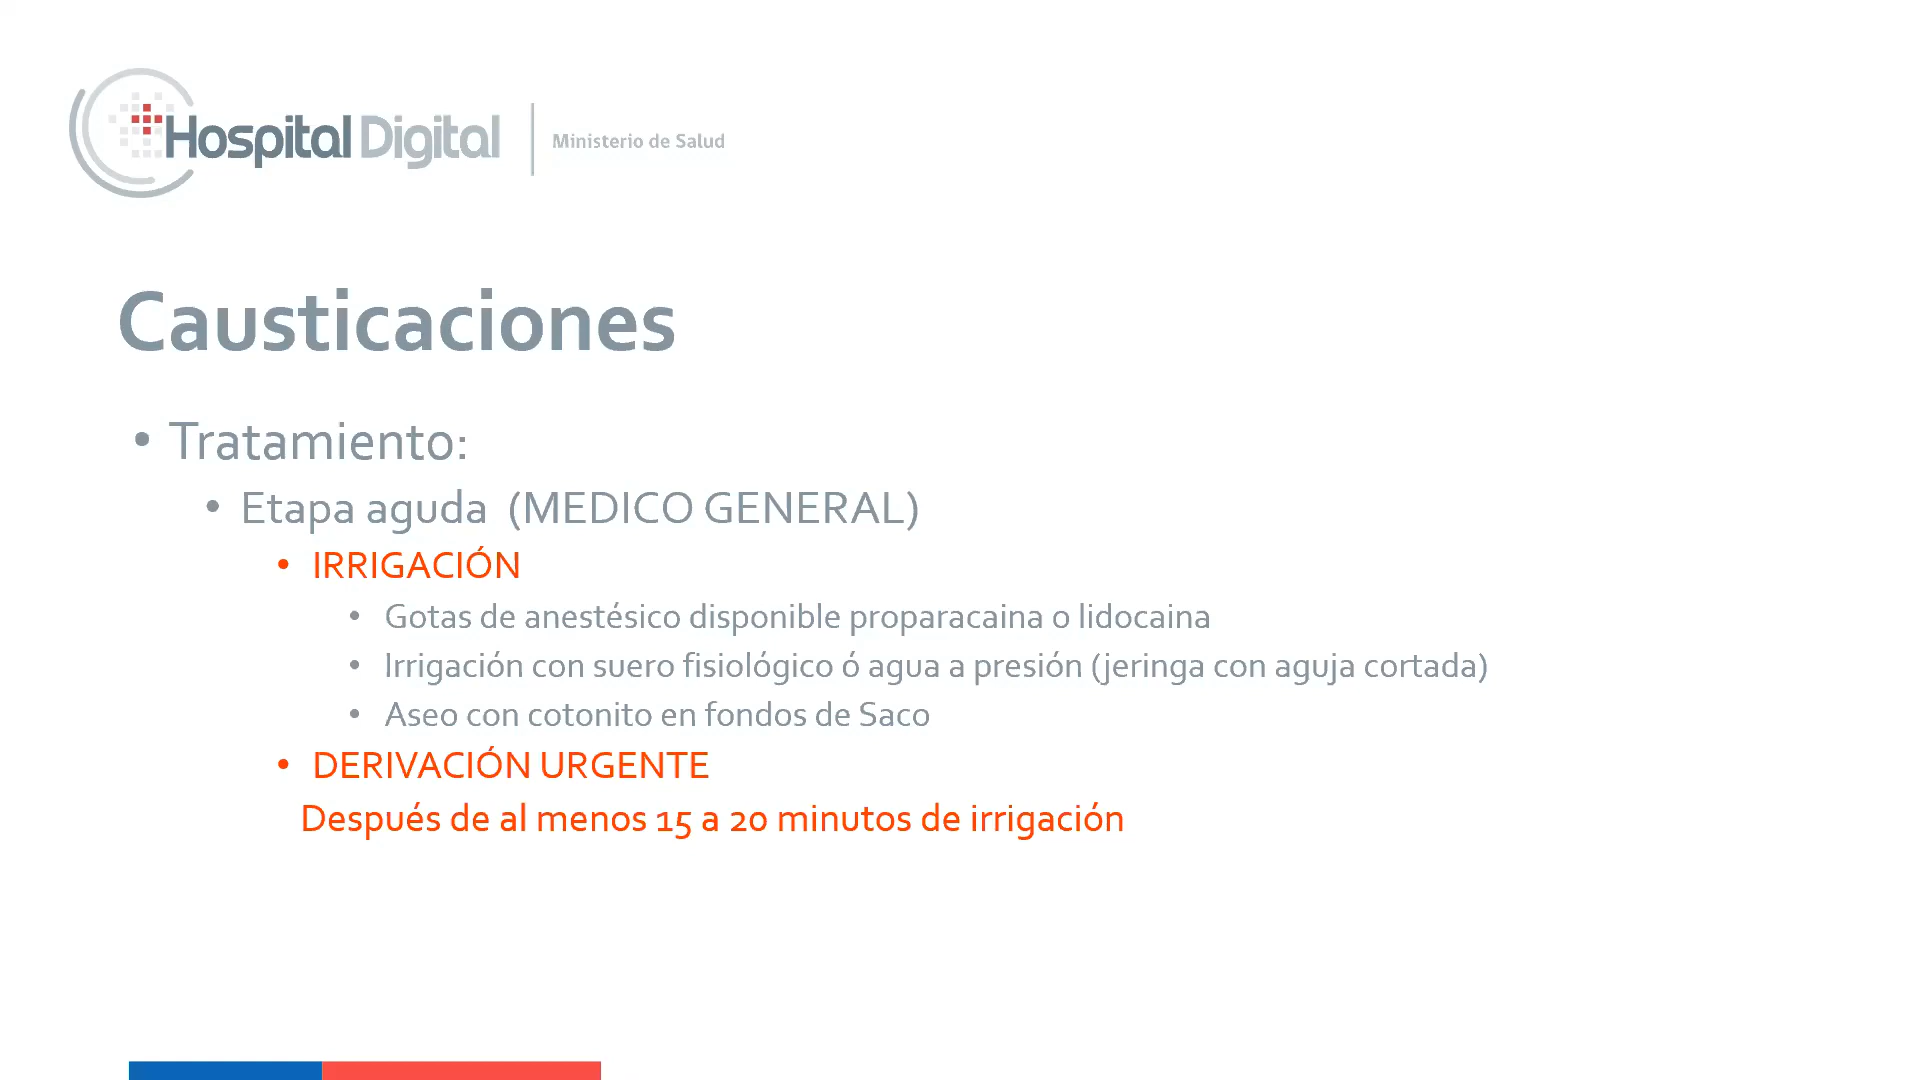 Hospital Digital
Ministerio de Salud
Causticaciones
• Tratamiento:
• Etapa aguda (MEDICO GENERAL)
• IRRIGACIÓN
• Gotas de anestésico disponible proparacaina o lidocaina
• Irrigación con suero fisiológico ó agua a presión (jeringa con aguja cortada)
• Aseo con cotonito en fondos de Saco
• DERIVACIÓN URGENTE
Después de al menos 15 a 20 minutos de irrigación